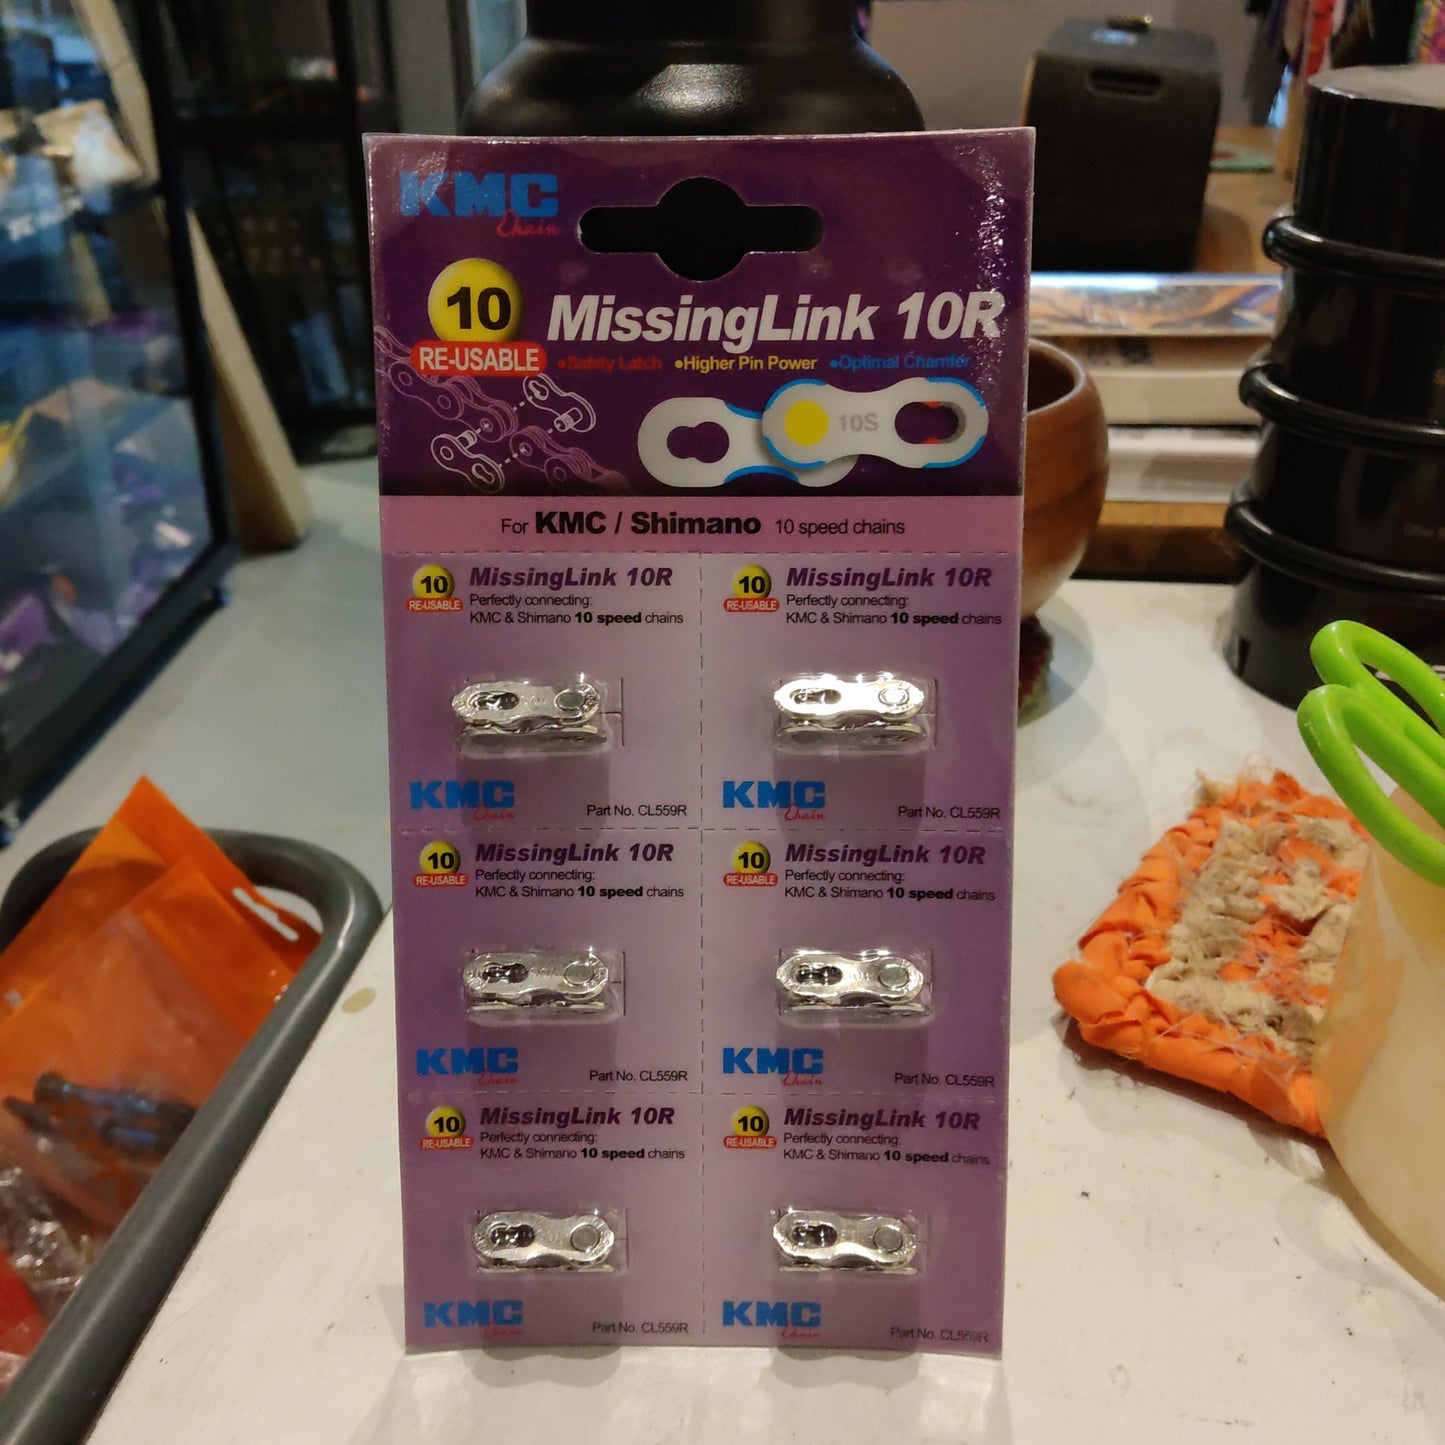 KMC
Chain
10
RE-USABLE
MissingLink 10R
•Safety Latch •Higher Pin Power •Optimal Chamfer
10S
For KMC / Shimano 10 speed chains
10
RE-USABLE
MissingLink 10R
Perfectly connecting:
KMC & Shimano 10 speed chains
KMC
Chain
Part No. CL559R
10
RE-USABLE
MissingLink 10R
Perfectly connecting:
KMC & Shimano 10 speed chains
KMC
Chain
Part No. CL559R
10
RE-USABLE
MissingLink 10R
Perfectly connecting:
KMC & Shimano 10 speed chains
KMC
Chain
Part No. CL559R
10
RE-USABLE
MissingLink 10R
Perfectly connecting:
KMC & Shimano 10 speed chains
KMC
Chain
Part No. CL559R
10
RE-USABLE
MissingLink 10R
Perfectly connecting:
KMC & Shimano 10 speed chains
KMC
Chain
Part No. CL559R
10
RE-USABLE
MissingLink 10R
Perfectly connecting:
KMC & Shimano 10 speed chains
KMC
Chain
Part No. CL559R